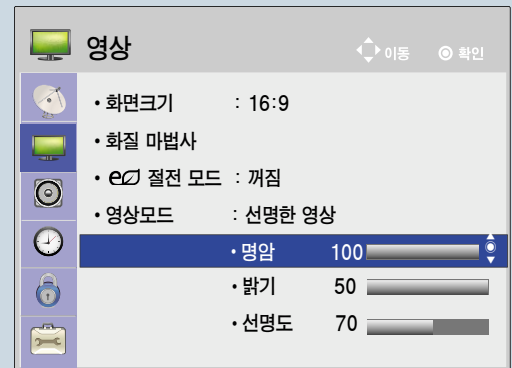 영상 이동 확인
• 화면크기 : 16:9
• 화질 마법사
• e 절전 모드 : 꺼짐
• 영상모드 : 선명한 영상
• 명암 100
• 밝기 50
• 선명도 70